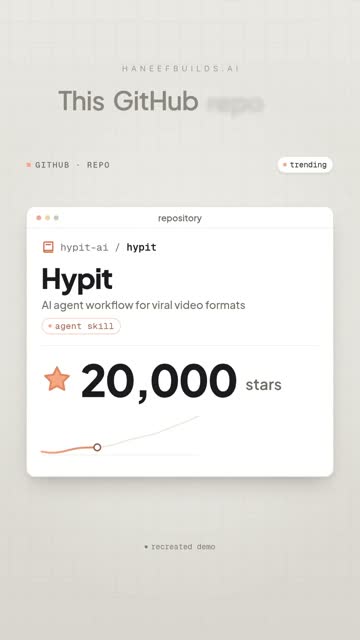 HANEEFBUILDS.AI
This GitHub repo
GITHUB · REPO
trending
repository
hypit-ai / hypit
Hypit
AI agent workflow for viral video formats
agent skill
20,000 stars
recreated demo